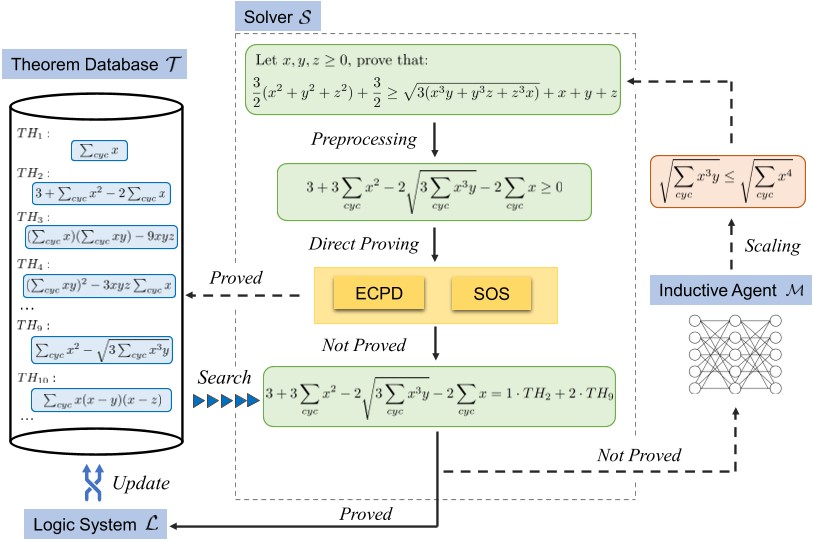 Solver 𝒮
Theorem Database 𝒯
TH₁ :
∑_cyc x
TH₂ :
3 + ∑_cyc x² − 2 ∑_cyc x
TH₃ :
(∑_cyc x)(∑_cyc xy) − 9xyz
TH₄ :
(∑_cyc xy)² − 3xyz ∑_cyc x
...
TH₉ :
∑_cyc x² − √(3 ∑_cyc x³y)
TH₁₀ :
∑_cyc x(x − y)(x − z)
...
Update
Logic System ℒ
Let x, y, z ≥ 0, prove that:
3/2(x² + y² + z²) + 3/2 ≥ √(3(x³y + y³z + z³x)) + x + y + z
Preprocessing
3 + 3 ∑_cyc x² − 2√(3 ∑_cyc x³y) − 2 ∑_cyc x ≥ 0
Direct Proving
ECPD
SOS
Proved
Not Proved
Search
3 + 3 ∑_cyc x² − 2√(3 ∑_cyc x³y) − 2 ∑_cyc x = 1 · TH₂ + 2 · TH₉
Not Proved
Proved
√(∑_cyc x³y) ≤ √(∑_cyc x⁴)
Scaling
Inductive Agent ℳ